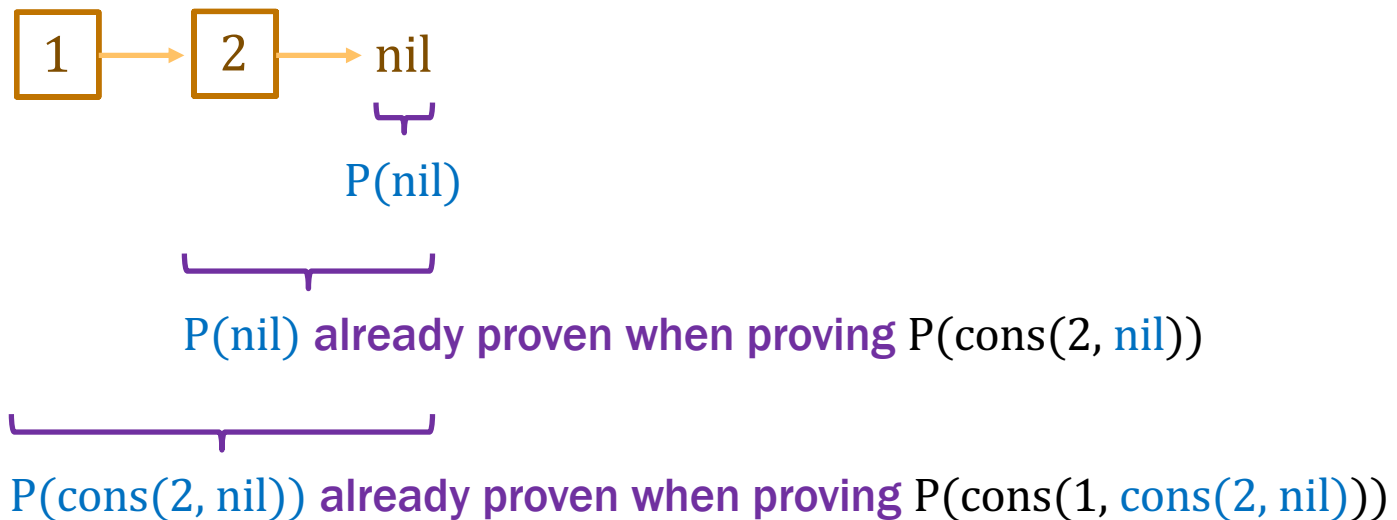 1 2 nil
P(nil)
P(nil) already proven when proving P(cons(2, nil))
P(cons(2, nil)) already proven when proving P(cons(1, cons(2, nil)))